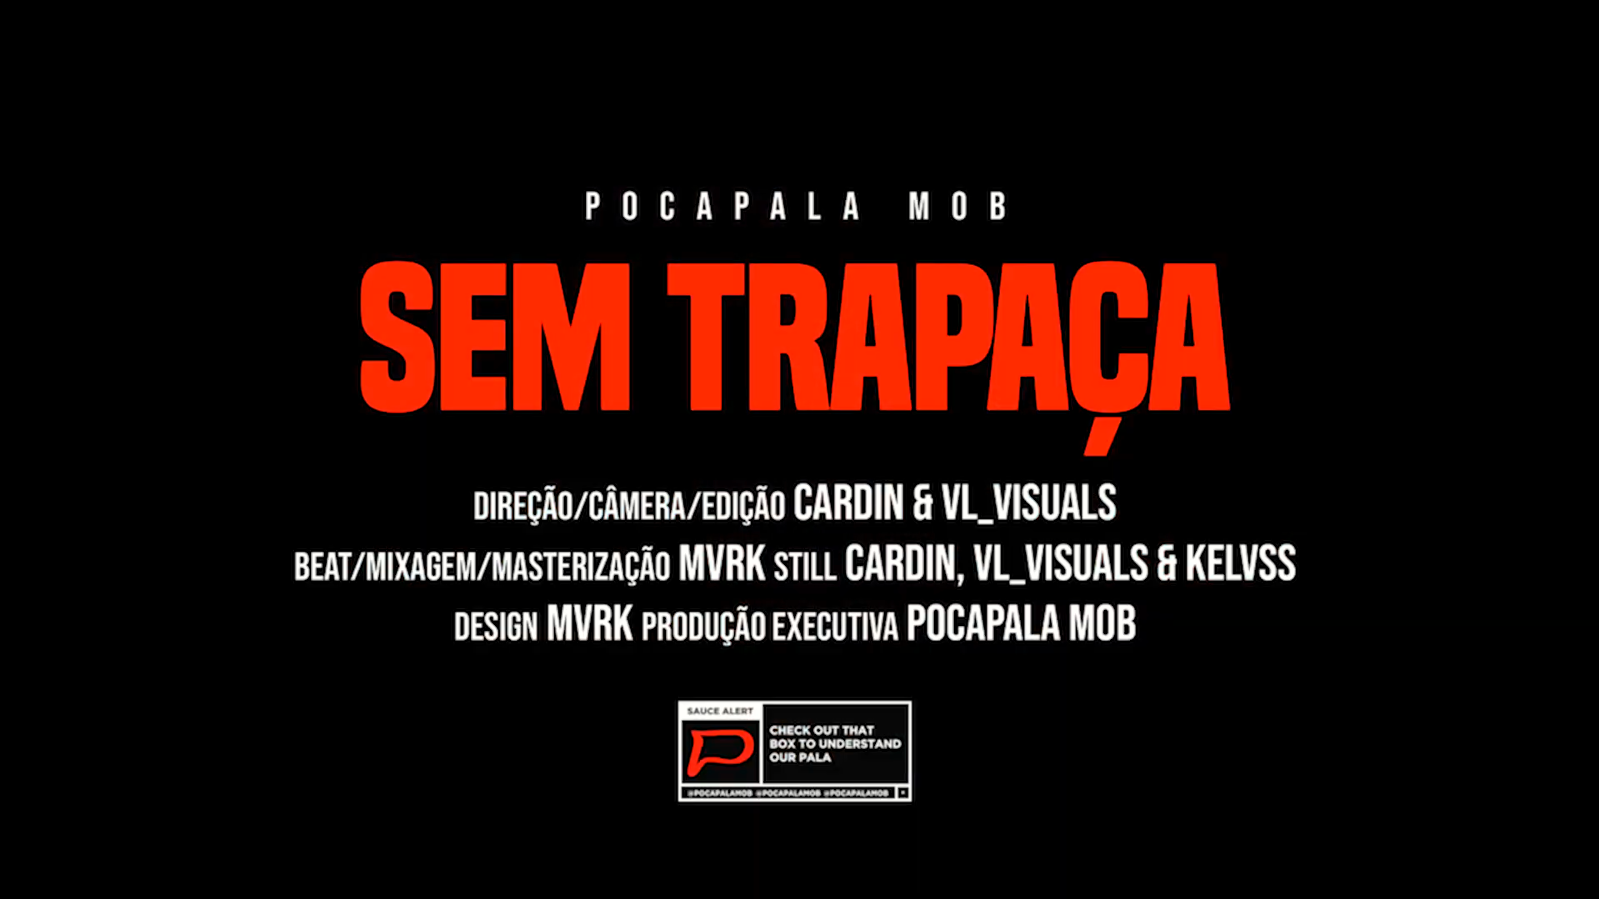 POCAPALA MOB
SEM TRAPAÇA
DIREÇÃO/CÂMERA/EDIÇÃO CARDIN & VL_VISUALS
BEAT/MIXAGEM/MASTERIZAÇÃO MVRK STILL CARDIN, VL_VISUALS & KELVSS
DESIGN MVRK PRODUÇÃO EXECUTIVA POCAPALA MOB
SAUCE ALERT
CHECK OUT THAT
BOX TO UNDERSTAND
OUR PALA
@POCAPALAMOB @POCAPALAMOB @POCAPALAMOB